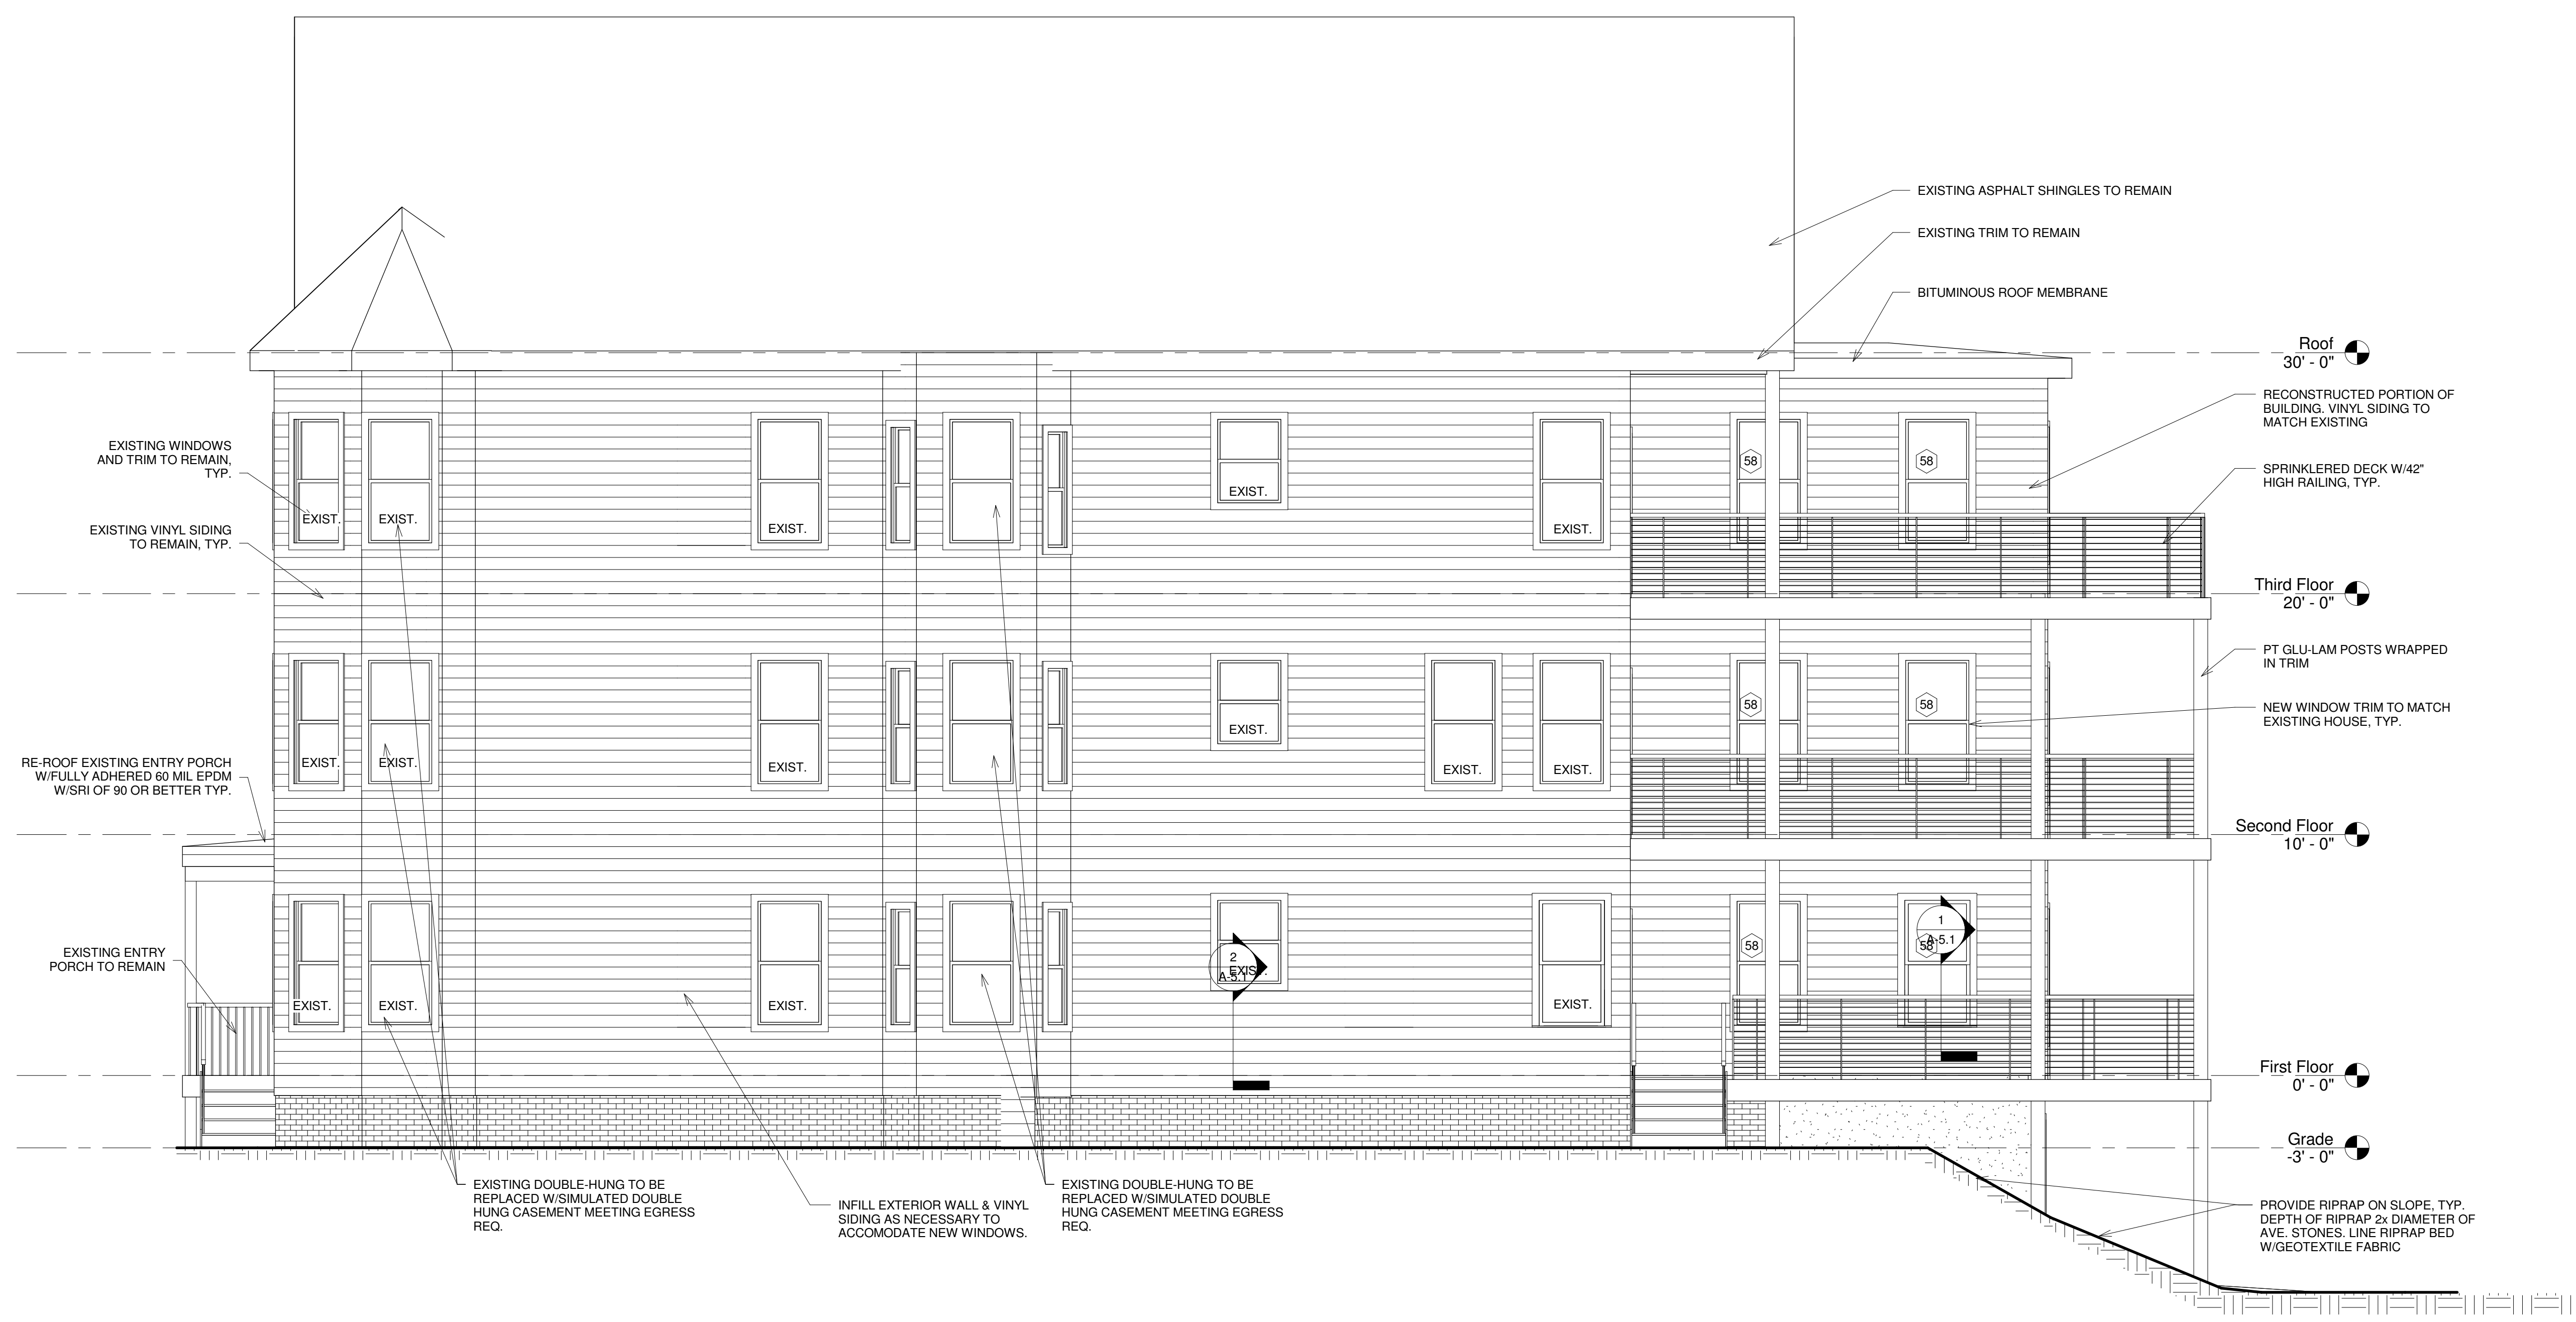 EXISTING ASPHALT SHINGLES TO REMAIN
EXISTING TRIM TO REMAIN
BITUMINOUS ROOF MEMBRANE
Roof
30' - 0"
RECONSTRUCTED PORTION OF
BUILDING. VINYL SIDING TO
MATCH EXISTING
EXISTING WINDOWS
AND TRIM TO REMAIN,
TYP.
58
58
SPRINKLERED DECK W/42"
HIGH RAILING, TYP.
EXIST.
EXIST.
EXIST.
EXIST.
EXIST.
EXISTING VINYL SIDING
TO REMAIN, TYP.
Third Floor
20' - 0"
PT GLU-LAM POSTS WRAPPED
IN TRIM
58
58
NEW WINDOW TRIM TO MATCH
EXISTING HOUSE, TYP.
EXIST.
EXIST.
EXIST.
EXIST.
EXIST.
EXIST.
RE-ROOF EXISTING ENTRY PORCH
W/FULLY ADHERED 60 MIL EPDM
W/SRI OF 90 OR BETTER TYP.
Second Floor
10' - 0"
EXISTING ENTRY
PORCH TO REMAIN
1
A-5.1
58
58
2
A-5.1
EXIST.
EXIST.
EXIST.
EXIST.
EXIST.
First Floor
0' - 0"
Grade
-3' - 0"
EXISTING DOUBLE-HUNG TO BE
REPLACED W/SIMULATED DOUBLE
HUNG CASEMENT MEETING EGRESS
REQ.
INFILL EXTERIOR WALL & VINYL
SIDING AS NECESSARY TO
ACCOMODATE NEW WINDOWS.
EXISTING DOUBLE-HUNG TO BE
REPLACED W/SIMULATED DOUBLE
HUNG CASEMENT MEETING EGRESS
REQ.
PROVIDE RIPRAP ON SLOPE, TYP.
DEPTH OF RIPRAP 2x DIAMETER OF
AVE. STONES. LINE RIPRAP BED
W/GEOTEXTILE FABRIC